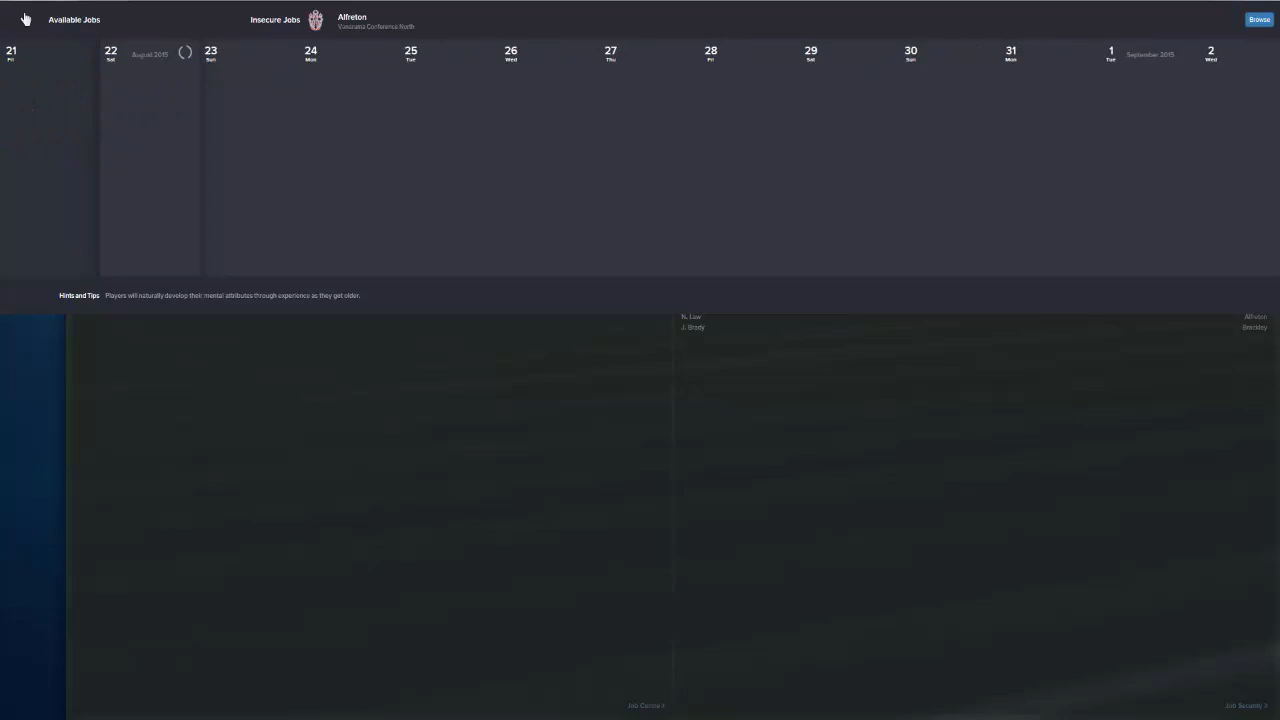 Available Jobs
Insecure Jobs
Alfreton
Vanarama Conference North
Browse
21
Fri
22
Sat
August 2015
23
Sun
24
Mon
25
Tue
26
Wed
27
Thu
28
Fri
29
Sat
30
Sun
31
Mon
1
Tue
September 2015
2
Wed
Hints and Tips Players will naturally develop their mental attributes through experience as they get older.
N. Law Alfreton
J. Brady Brackley
Job Centre
Job Security